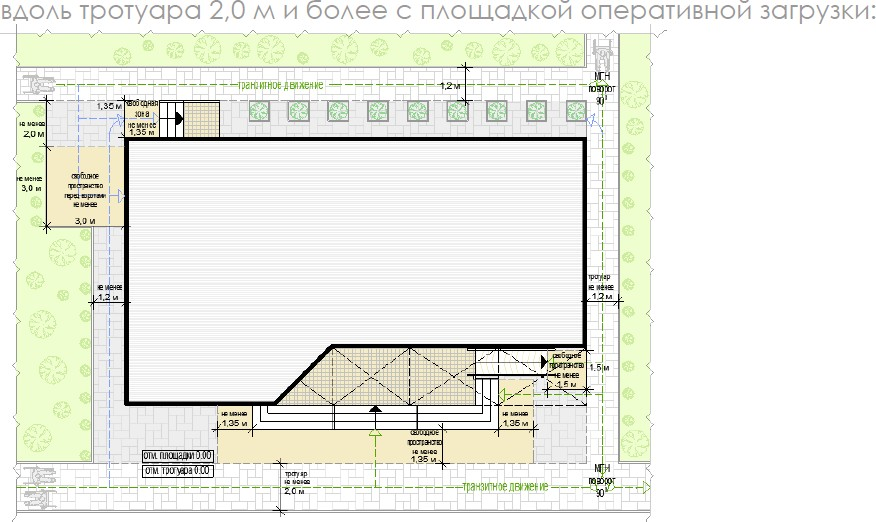 вдоль тротуара 2,0 м и более с площадкой оперативной загрузки:
транзитное движение
1,2 м
МГН
поворот
90°
1,35 м
свободная
зона
не менее
1,35 м
не менее
2,0 м
не менее
3,0 м
свободное
пространство
перед воротами
не менее
3,0 м
не менее
1,2 м
тротуар
не менее
1,2 м
свободное
пространство
не менее
1,5 м
1,5 м
не менее
1,35 м
не менее
1,35 м
свободное
пространство
не менее
1,35 м
отм. площадки 0.00
отм. тротуара 0.00
тротуар
не менее
2,0 м
транзитное движение
МГН
поворот
90°